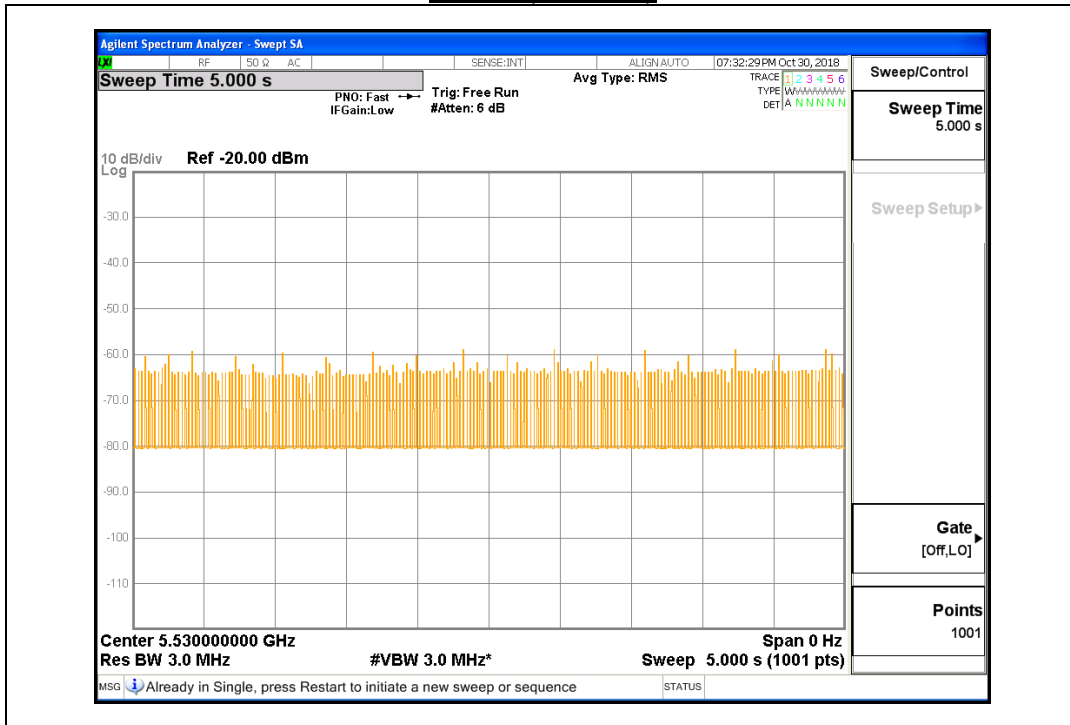 Agilent Spectrum Analyzer - Swept SA
LXI RF 50 Ω AC SENSE:INT ALIGN AUTO 07:32:29 PM Oct 30, 2018
Sweep Time 5.000 s
PNO: Fast
IFGain:Low
Trig: Free Run
#Atten: 6 dB
Avg Type: RMS
TRACE 1 2 3 4 5 6
TYPE
DET A N N N N N
10 dB/div Ref -20.00 dBm
Log
-30.0
-40.0
-50.0
-60.0
-70.0
-80.0
-90.0
-100
-110
Center 5.530000000 GHz
Span 0 Hz
Res BW 3.0 MHz
#VBW 3.0 MHz*
Sweep 5.000 s (1001 pts)
MSG Already in Single, press Restart to initiate a new sweep or sequence
STATUS
Sweep/Control
Sweep Time
5.000 s
Sweep Setup
Gate
[Off,LO]
Points
1001